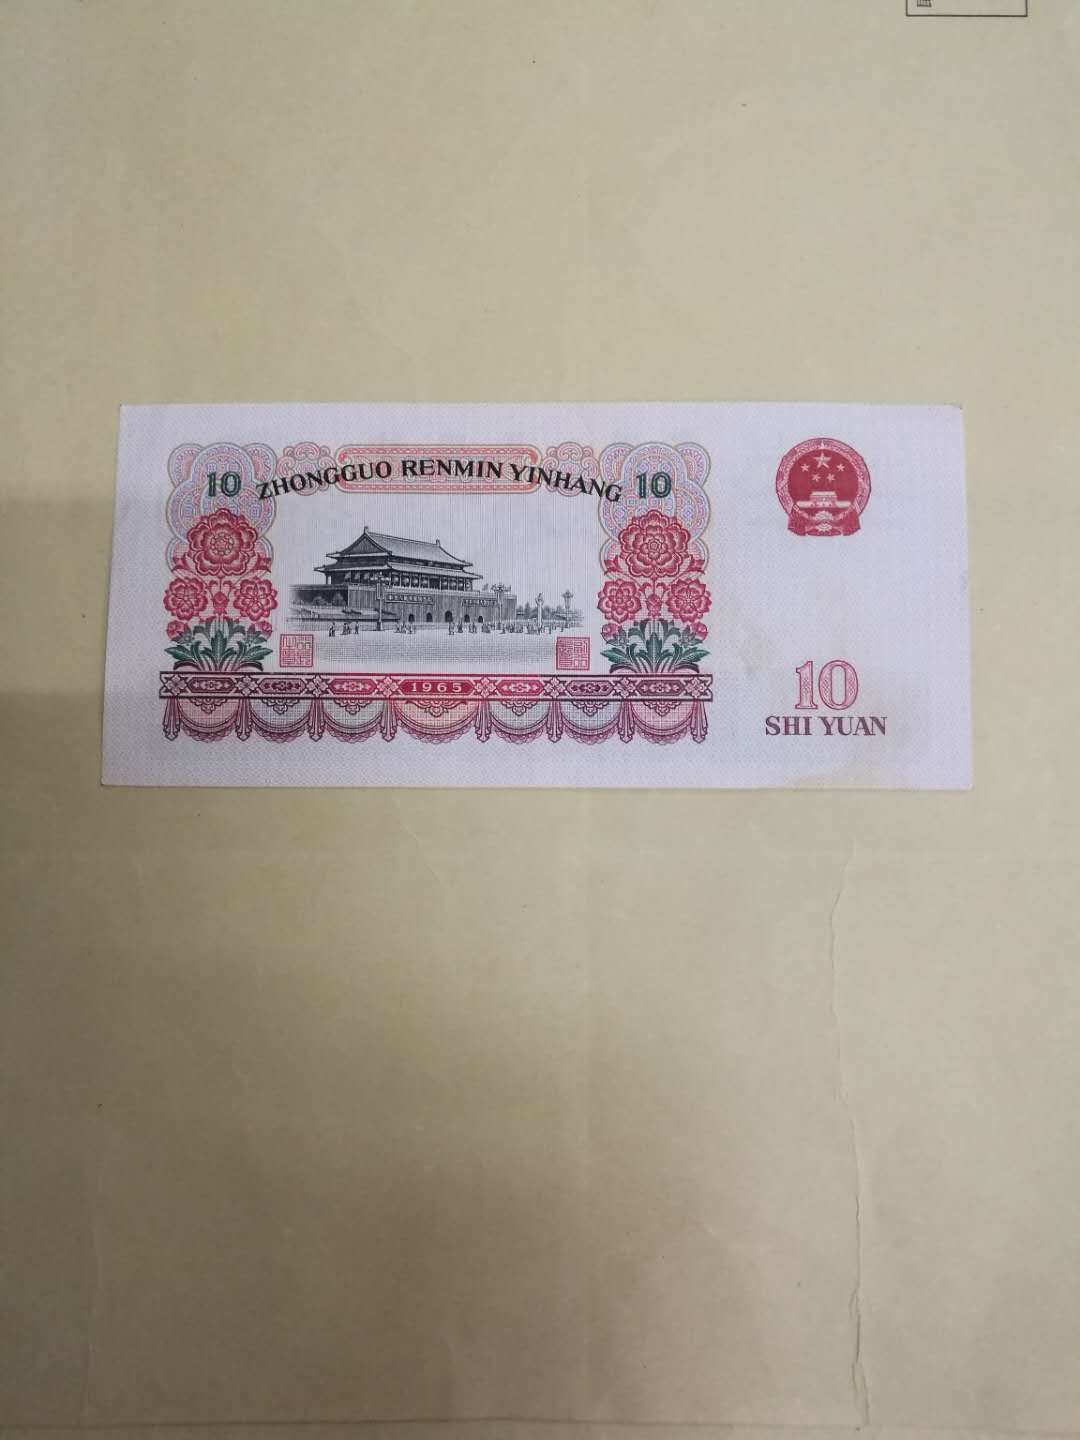 10 ZHONGGUO RENMIN YINHANG 10
1965
10
SHI YUAN